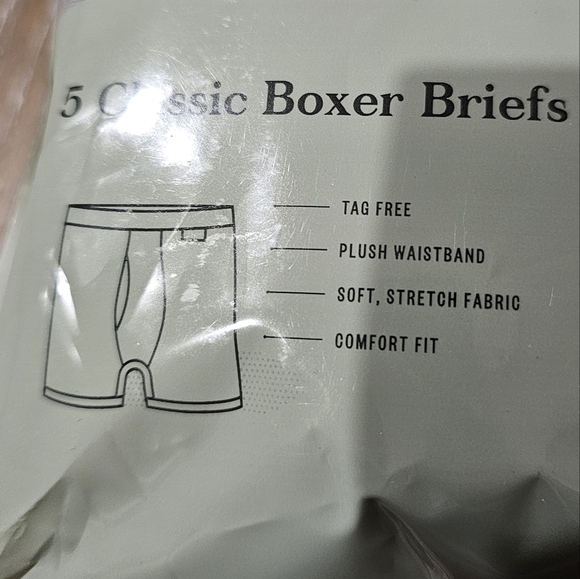 5 Classic Boxer Briefs
TAG FREE
PLUSH WAISTBAND
SOFT, STRETCH FABRIC
COMFORT FIT